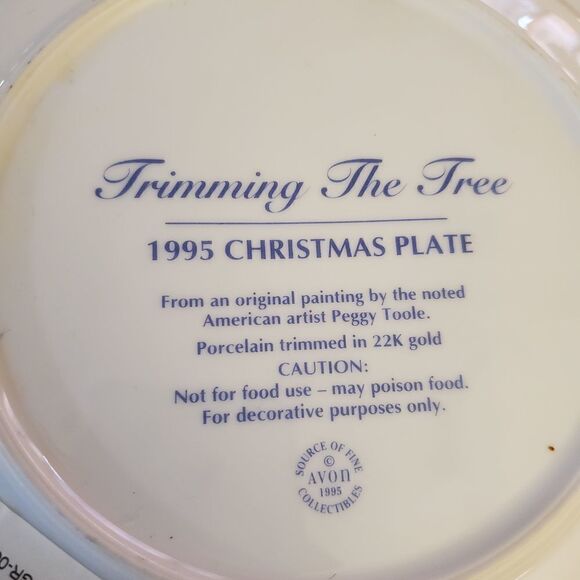 Trimming The Tree
1995 CHRISTMAS PLATE
From an original painting by the noted
American artist Peggy Toole.
Porcelain trimmed in 22K gold
CAUTION:
Not for food use – may poison food.
For decorative purposes only.
SOURCE OF FINE
©
AVON
1995
COLLECTIBLES